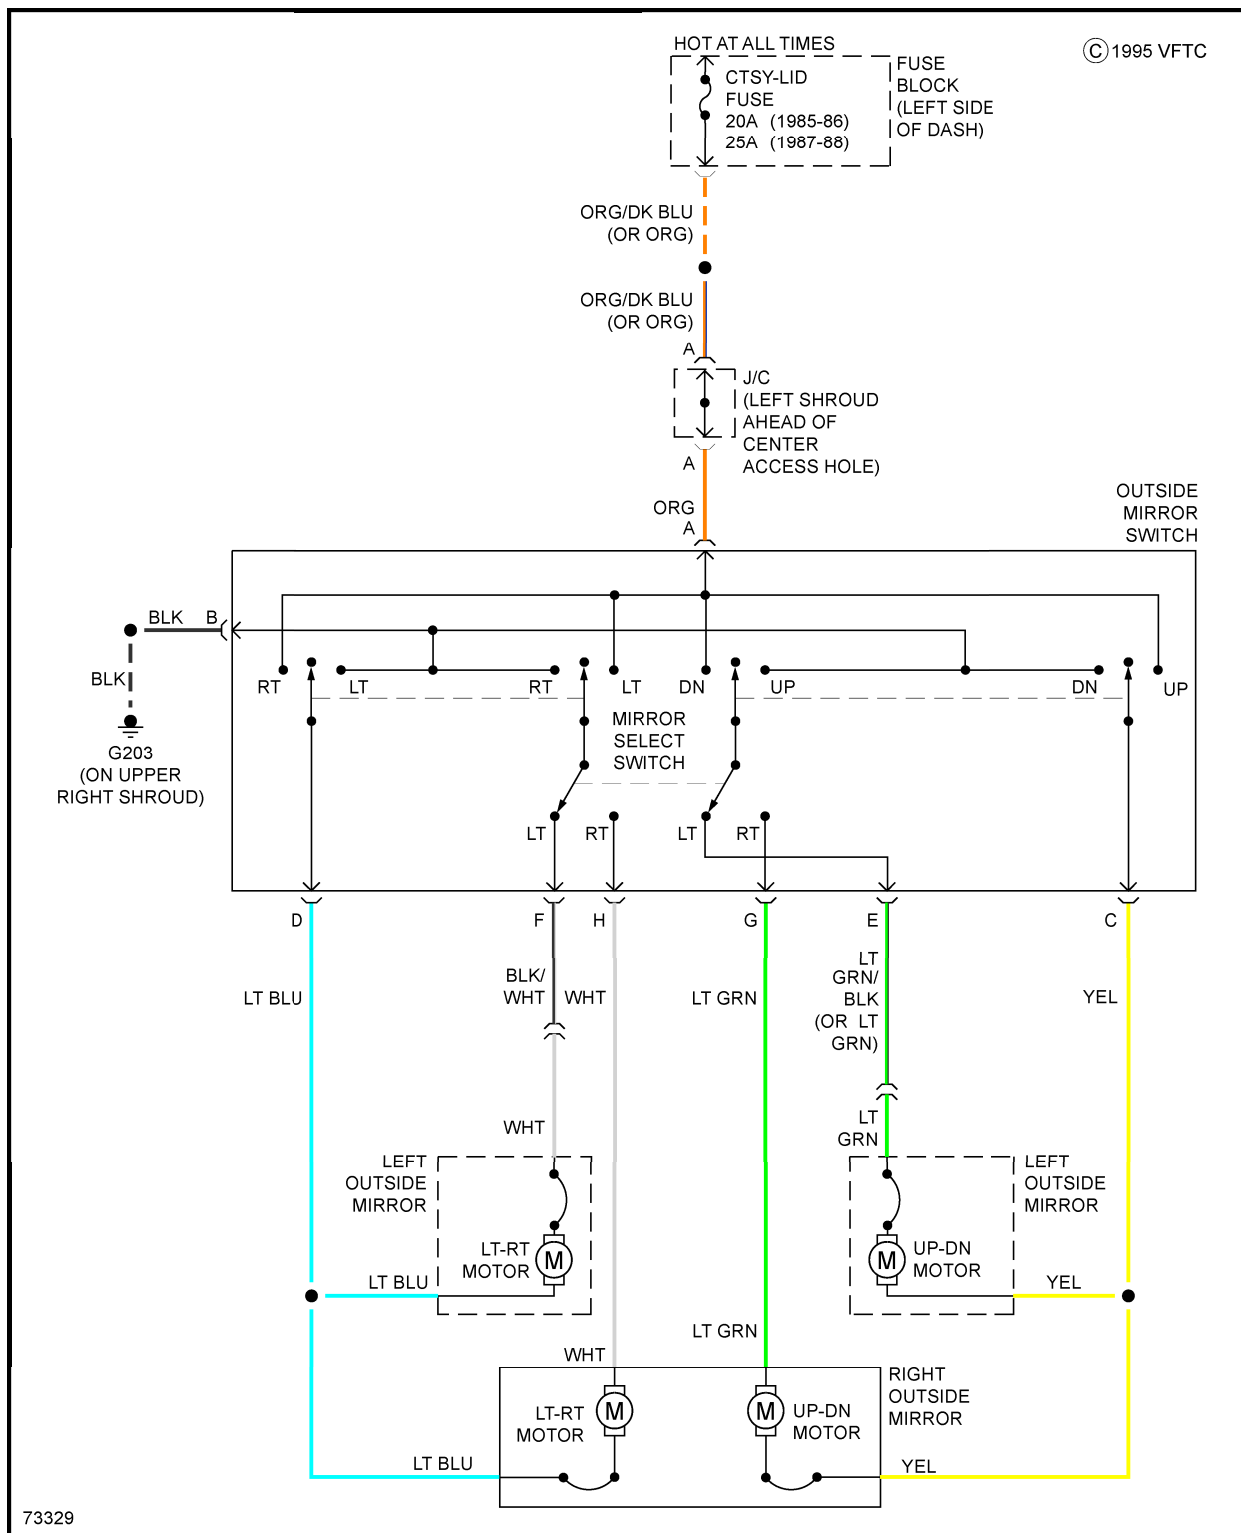 HOT AT ALL TIMES
© 1995 VFTC
CTSY-LID
FUSE
20A (1985-86)
25A (1987-88)
FUSE
BLOCK
(LEFT SIDE
OF DASH)
ORG/DK BLU
(OR ORG)
ORG/DK BLU
(OR ORG)
A
J/C
(LEFT SHROUD
AHEAD OF
CENTER
ACCESS HOLE)
A
ORG
A
OUTSIDE
MIRROR
SWITCH
BLK B
BLK
G203
(ON UPPER
RIGHT SHROUD)
RT LT RT LT DN UP DN UP
MIRROR
SELECT
SWITCH
LT RT LT RT
D F H G E C
LT BLU
BLK/
WHT
WHT
LT GRN
LT
GRN/
BLK
(OR LT
GRN)
YEL
WHT
LT
GRN
LEFT
OUTSIDE
MIRROR
LT-RT
MOTOR
M
LT BLU
LEFT
OUTSIDE
MIRROR
M
UP-DN
MOTOR
YEL
LT GRN
WHT
RIGHT
OUTSIDE
MIRROR
LT-RT
MOTOR
M
M
UP-DN
MOTOR
LT BLU
YEL
73329